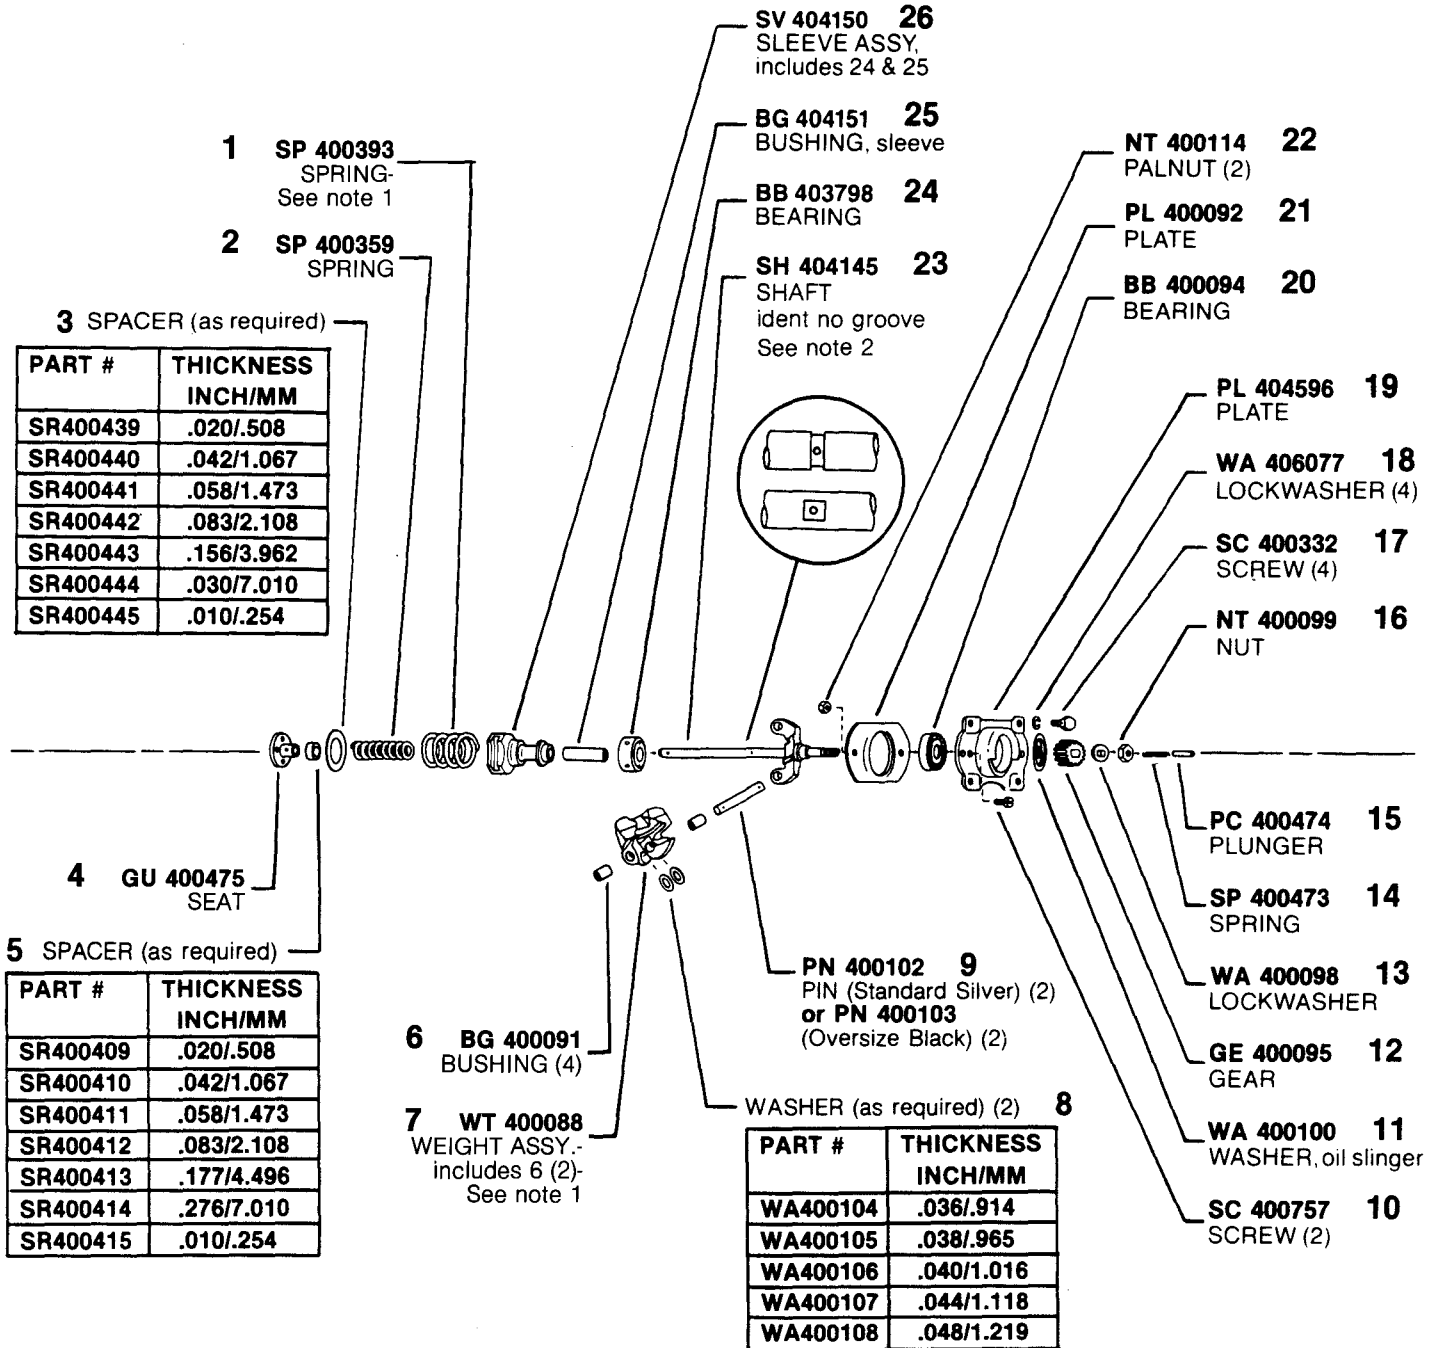 SV 404150 26
SLEEVE ASSY,
includes 24 & 25
BG 404151 25
BUSHING, sleeve
BB 403798 24
BEARING
SH 404145 23
SHAFT
ident no groove
See note 2
NT 400114 22
PALNUT (2)
PL 400092 21
PLATE
BB 400094 20
BEARING
PL 404596 19
PLATE
WA 406077 18
LOCKWASHER (4)
SC 400332 17
SCREW (4)
NT 400099 16
NUT
1 SP 400393
SPRING-
See note 1
2 SP 400359
SPRING
3 SPACER (as required)
PART # THICKNESS
INCH/MM
SR400439 .020/.508
SR400440 .042/1.067
SR400441 .058/1.473
SR400442 .083/2.108
SR400443 .156/3.962
SR400444 .030/7.010
SR400445 .010/.254
4 GU 400475
SEAT
5 SPACER (as required)
PART # THICKNESS
INCH/MM
SR400409 .020/.508
SR400410 .042/1.067
SR400411 .058/1.473
SR400412 .083/2.108
SR400413 .177/4.496
SR400414 .276/7.010
SR400415 .010/.254
6 BG 400091
BUSHING (4)
7 WT 400088
WEIGHT ASSY.-
includes 6 (2)-
See note 1
PN 400102 9
PIN (Standard Silver) (2)
or PN 400103
(Oversize Black) (2)
WASHER (as required) (2) 8
PART # THICKNESS
INCH/MM
WA400104 .036/.914
WA400105 .038/.965
WA400106 .040/1.016
WA400107 .044/1.118
WA400108 .048/1.219
PC 400474 15
PLUNGER
SP 400473 14
SPRING
WA 400098 13
LOCKWASHER
GE 400095 12
GEAR
WA 400100 11
WASHER, oil slinger
SC 400757 10
SCREW (2)